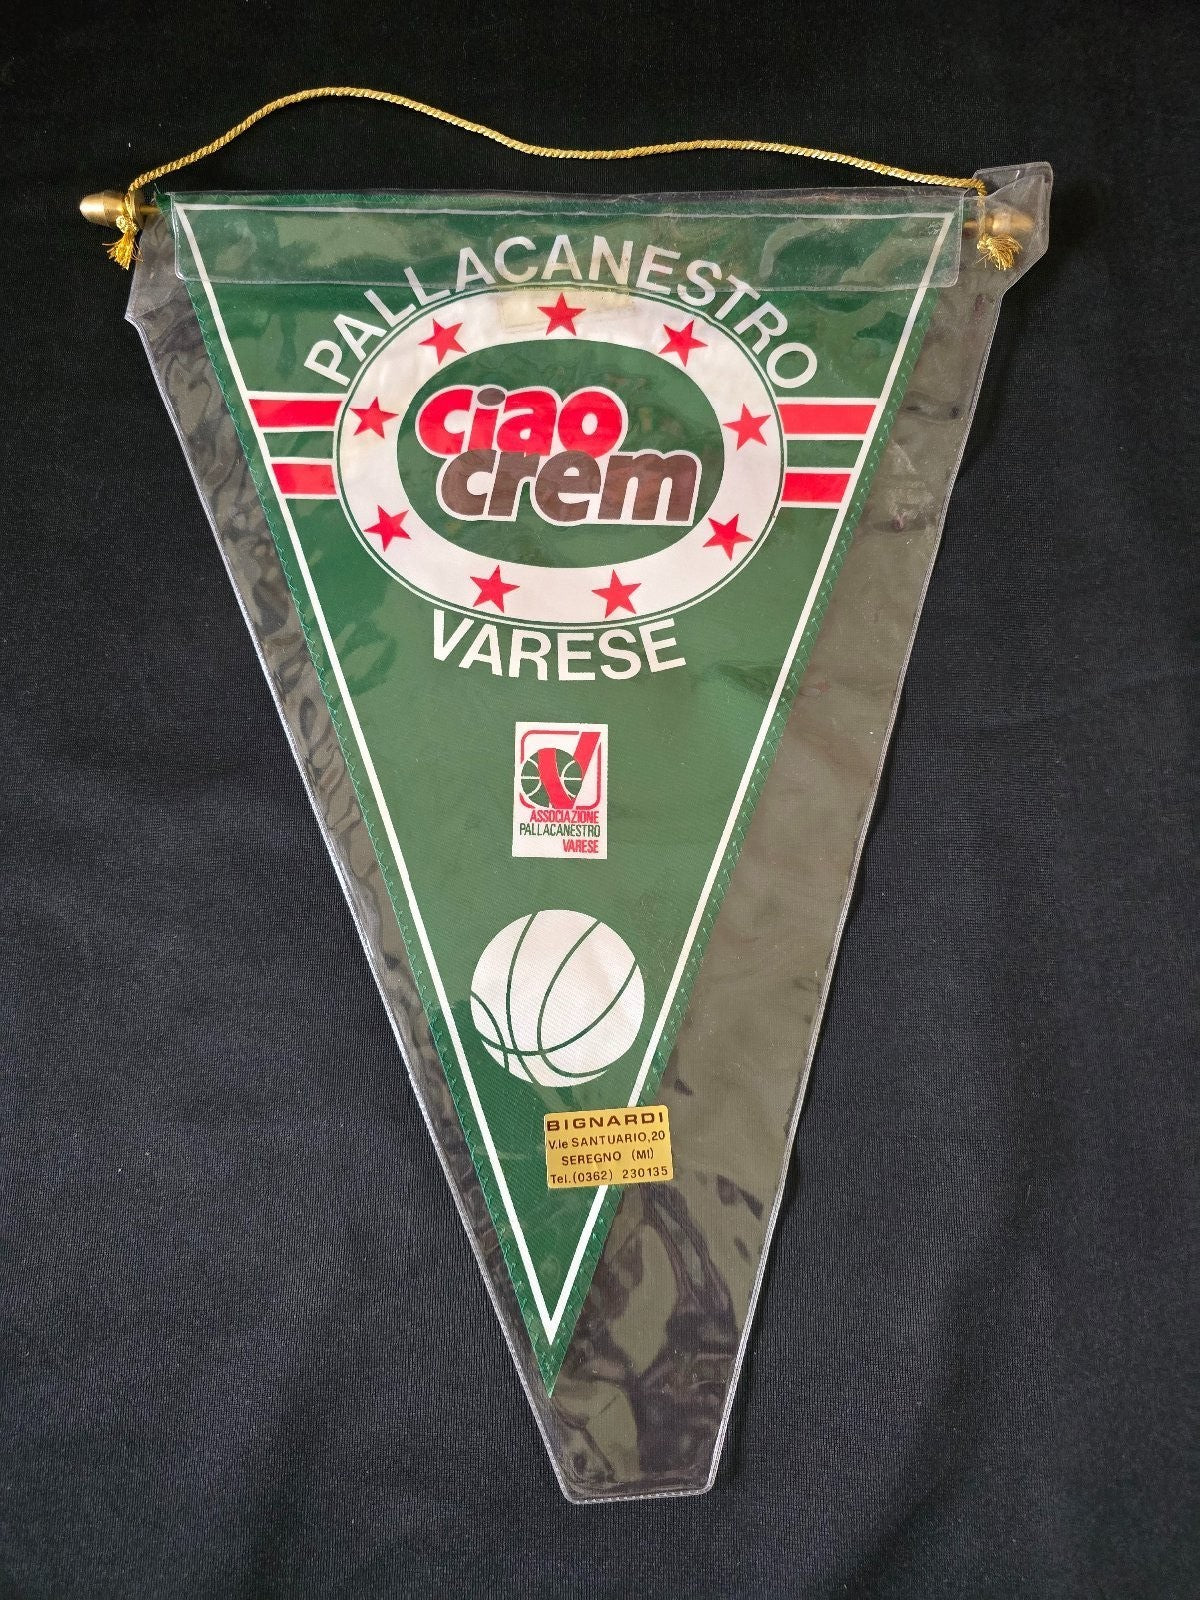 PALLACANESTRO
ciao
crem
VARESE
ASSOCIAZIONE
PALLACANESTRO
VARESE
BIGNARDI
V.le SANTUARIO,20
SEREGNO (MI)
Tel.(0362) 230135